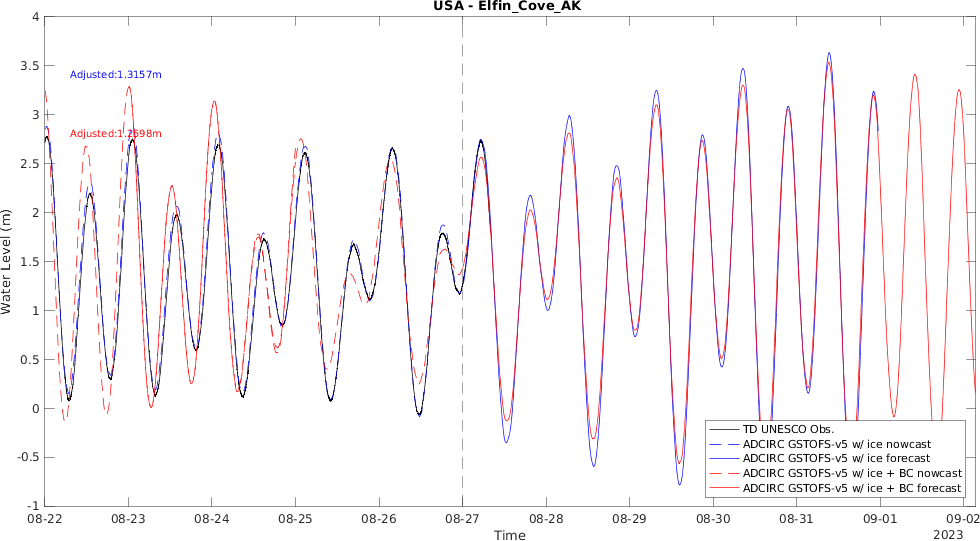 USA - Elfin_Cove_AK
4
3.5
3
2.5
2
1.5
1
0.5
0
-0.5
-1
Water Level (m)
Adjusted:1.3157m
Adjusted:1.2698m
TD UNESCO Obs.
ADCIRC GSTOFS-v5 w/ ice nowcast
ADCIRC GSTOFS-v5 w/ ice forecast
ADCIRC GSTOFS-v5 w/ ice + BC nowcast
ADCIRC GSTOFS-v5 w/ ice + BC forecast
08-22 08-23 08-24 08-25 08-26 08-27 08-28 08-29 08-30 08-31 09-01 09-02
Time
2023